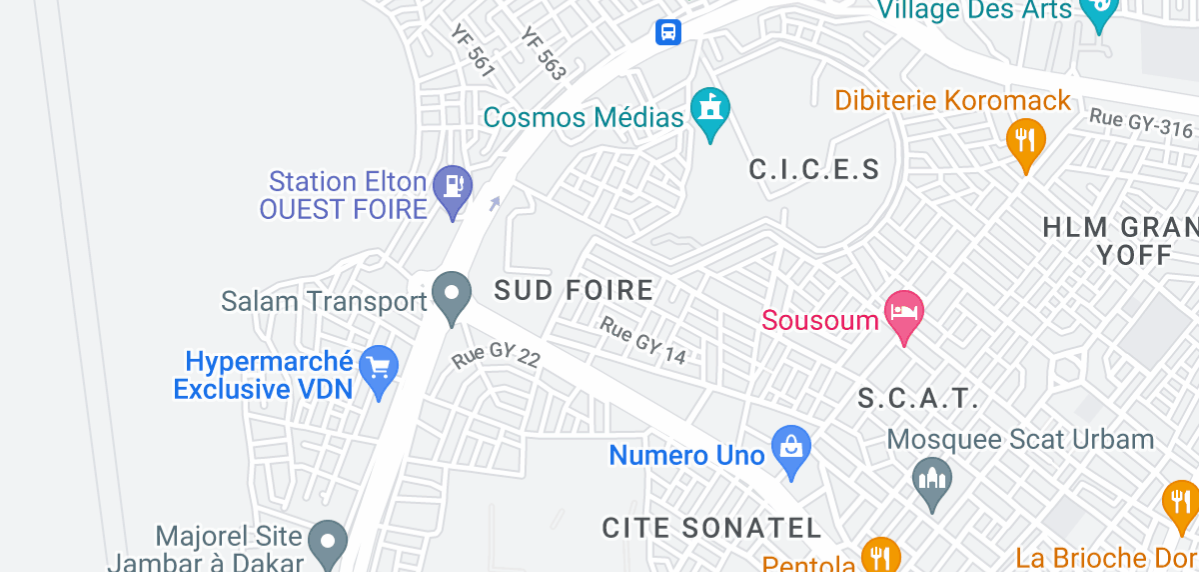 Village Des Arts
YF 561
YF 563
Cosmos Médias
Dibiterie Koromack
Rue GY-316
C.I.C.E.S
Station Elton
OUEST FOIRE
HLM GRAN
YOFF
Salam Transport
SUD FOIRE
Sousoum
Rue GY 14
Rue GY 22
Hypermarché
Exclusive VDN
S.C.A.T.
Mosquee Scat Urbam
Numero Uno
CITE SONATEL
Majorel Site
Jambar à Dakar
Pentola
La Brioche Dor